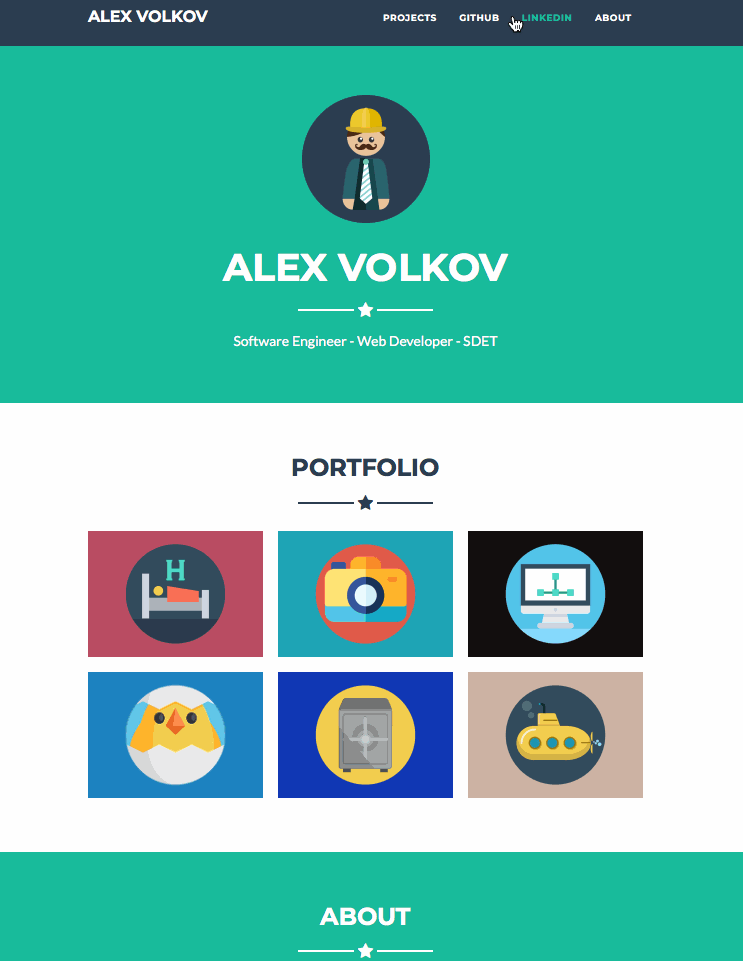 ALEX VOLKOV
PROJECTS GITHUB LINKEDIN ABOUT
ALEX VOLKOV
Software Engineer - Web Developer - SDET
PORTFOLIO
H
ABOUT